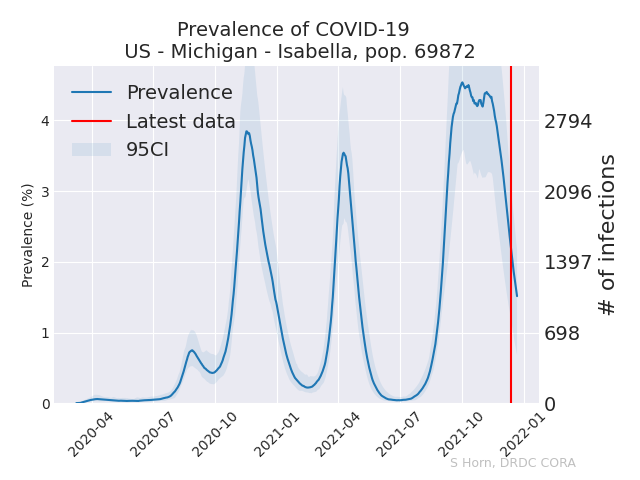 Prevalence of COVID-19
US - Michigan - Isabella, pop. 69872
Prevalence
Latest data
95CI
Prevalence (%)
4
3
2
1
0
2794
2096
1397
698
0
# of infections
2020-04
2020-07
2020-10
2021-01
2021-04
2021-07
2021-10
2022-01
S Horn, DRDC CORA